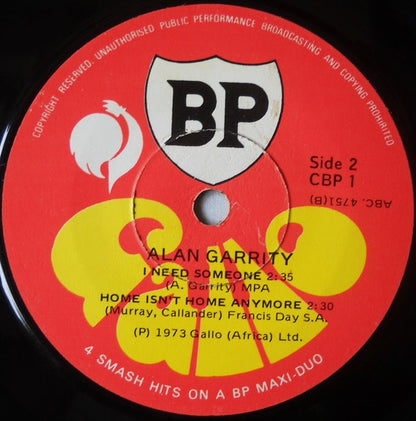 COPYRIGHT RESERVED. UNAUTHORISED PUBLIC PERFORMANCE BROADCASTING AND COPYING PROHIBITED
BP
Side 2
CBP 1
ABC. 4751(B)
ALAN GARRITY
I NEED SOMEONE 2:35
(A. Garrity) MPA
HOME ISN'T HOME ANYMORE 2:30
(Murray, Callander) Francis Day S.A.
(P) 1973 Gallo (Africa) Ltd.
4 SMASH HITS ON A BP MAXI-DUO